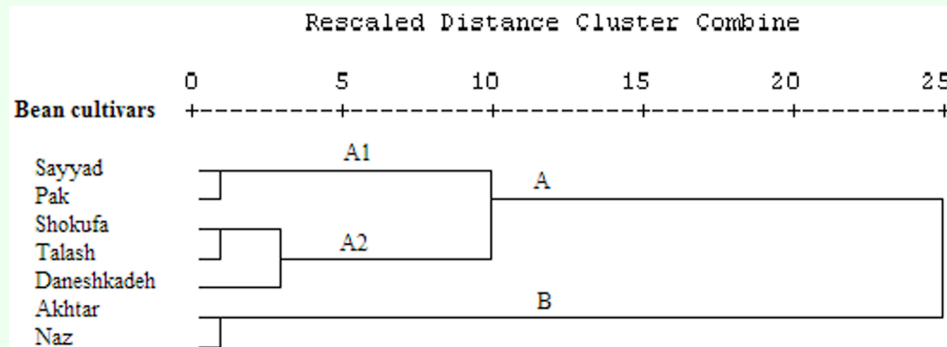 Rescaled Distance Cluster Combine
0 5 10 15 20 25
Bean cultivars +---------+---------+---------+---------+---------+
A1
Sayyad
A
Pak
Shokufa
A2
Talash
Daneshkadeh
Akhtar
B
Naz